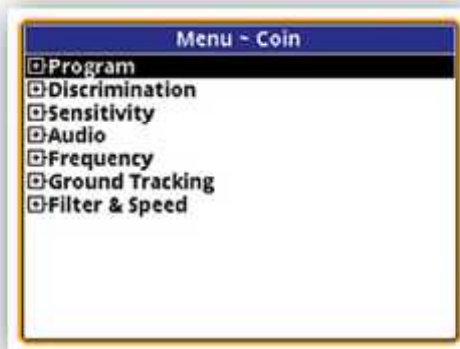 Menu ~ Coin
Program
Discrimination
Sensitivity
Audio
Frequency
Ground Tracking
Filter & Speed